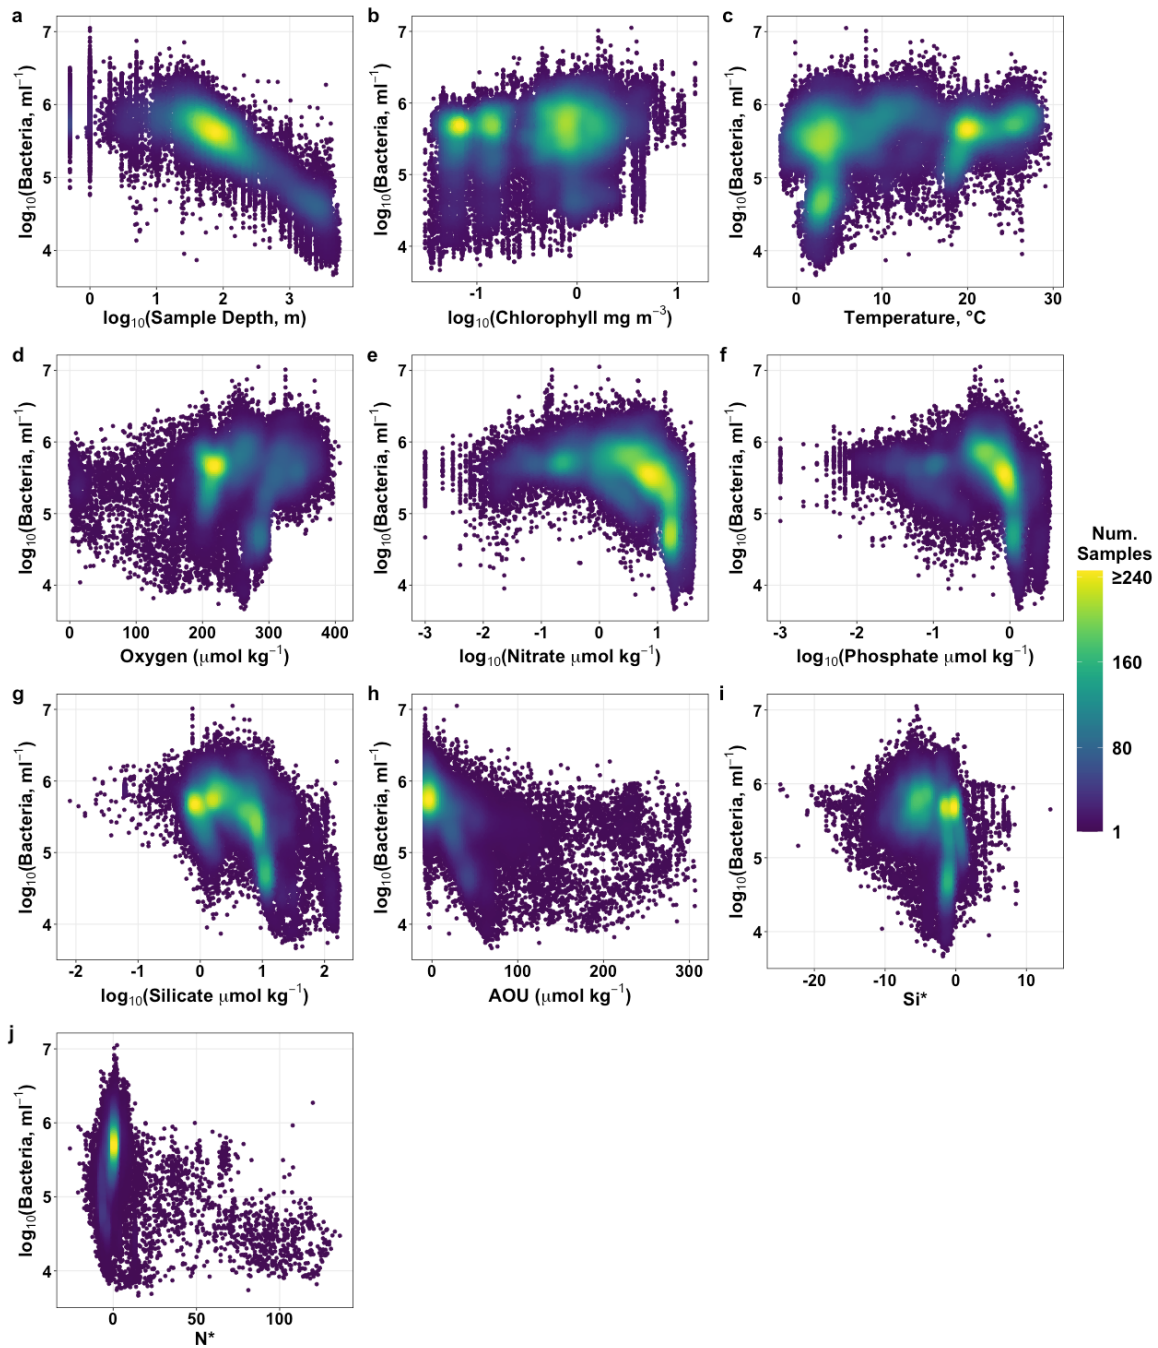 a
7
6
5
4
log10(Bacteria, ml−1)
0
1
2
3
log10(Sample Depth, m)
b
7
6
5
4
log10(Bacteria, ml−1)
-1
0
1
log10(Chlorophyll mg m−3)
c
7
6
5
4
log10(Bacteria, ml−1)
0
10
20
30
Temperature, °C
d
7
6
5
4
log10(Bacteria, ml−1)
0
100
200
300
400
Oxygen (μmol kg−1)
e
7
6
5
4
log10(Bacteria, ml−1)
-3
-2
-1
0
1
log10(Nitrate μmol kg−1)
f
7
6
5
4
log10(Bacteria, ml−1)
-3
-2
-1
0
log10(Phosphate μmol kg−1)
Num.
Samples
≥240
160
80
1
g
7
6
5
4
log10(Bacteria, ml−1)
-2
-1
0
1
2
log10(Silicate μmol kg−1)
h
7
6
5
4
log10(Bacteria, ml−1)
0
100
200
300
AOU (μmol kg−1)
i
7
6
5
4
log10(Bacteria, ml−1)
-20
-10
0
10
Si*
j
7
6
5
4
log10(Bacteria, ml−1)
0
50
100
N*